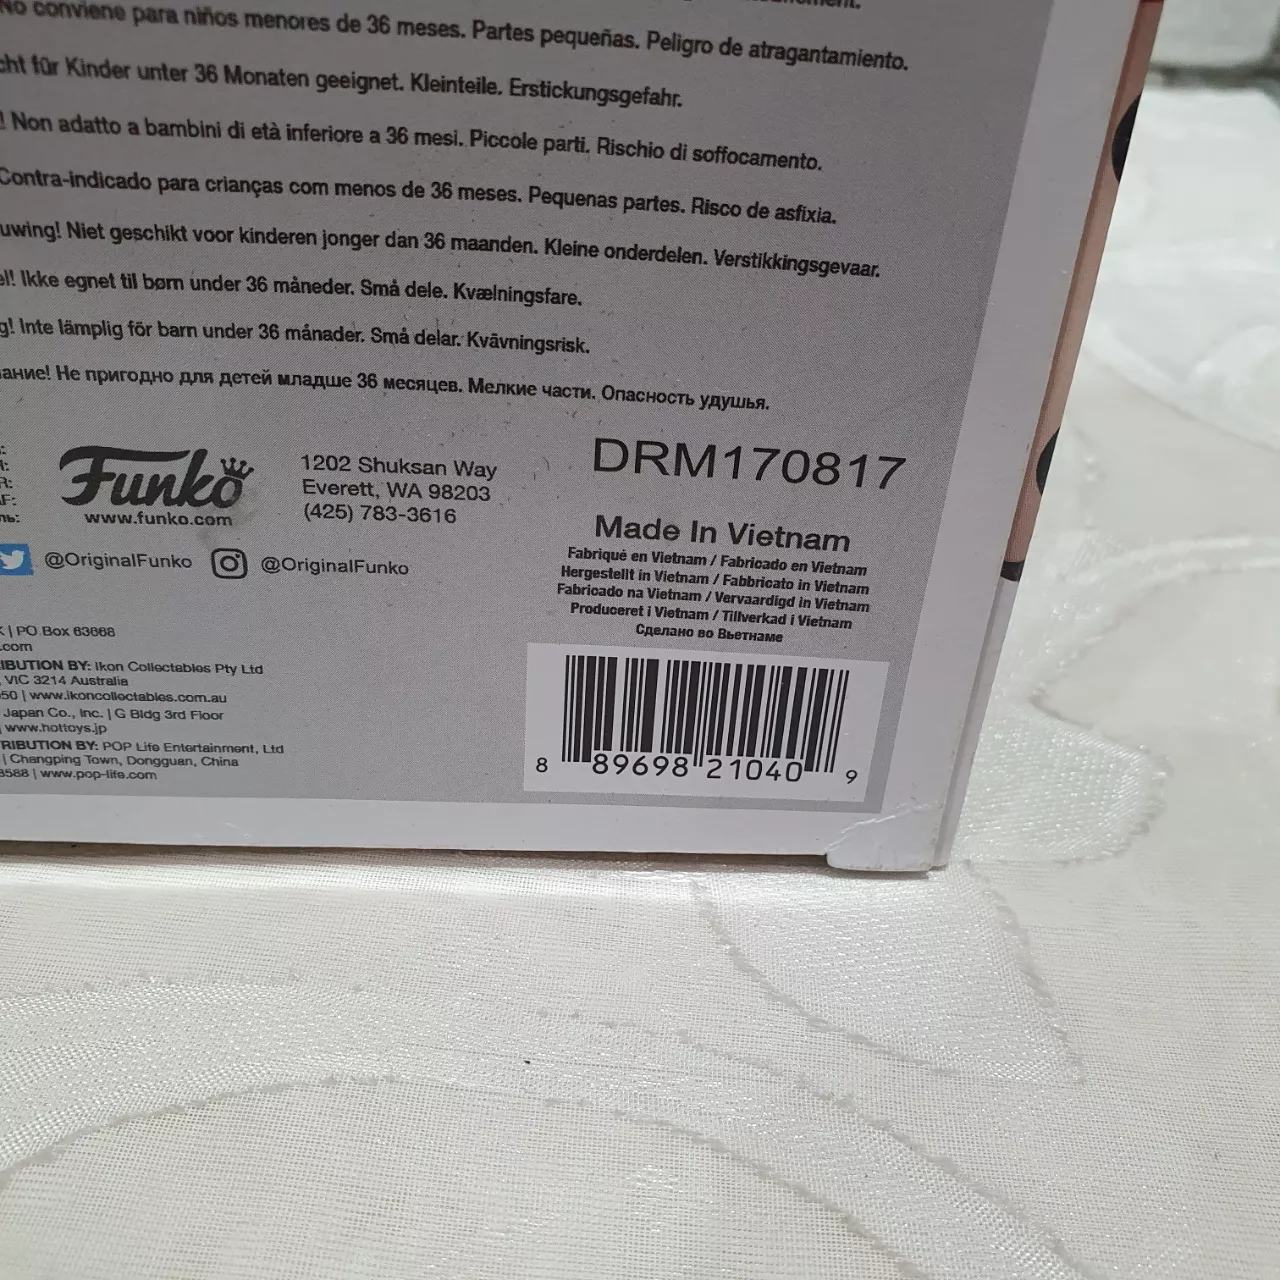 No conviene para niños menores de 36 meses. Partes pequeñas. Peligro de atragantamiento.
für Kinder unter 36 Monaten geeignet. Kleinteile. Erstickungsgefahr.
! Non adatto a bambini di età inferiore a 36 mesi. Piccole parti. Rischio di soffocamento.
Contra-indicado para crianças com menos de 36 meses. Pequenas partes. Risco de asfixia.
uwing! Niet geschikt voor kinderen jonger dan 36 maanden. Kleine onderdelen. Verstikkingsgevaar.
el! Ikke egnet til børn under 36 måneder. Små dele. Kvælningsfare.
g! Inte lämplig för barn under 36 månader. Små delar. Kvävningsrisk.
ание! Не пригодно для детей младше 36 месяцев. Мелкие части. Опасность удушья.
Funko
www.funko.com
1202 Shuksan Way
Everett, WA 98203
(425) 783-3616
@OriginalFunko @OriginalFunko
DRM170817
Made In Vietnam
Fabriqué en Vietnam / Fabricado en Vietnam
Hergestellt in Vietnam / Fabbricato in Vietnam
Fabricado na Vietnam / Vervaardigd in Vietnam
Produceret i Vietnam / Tillverkad i Vietnam
Сделано во Вьетнаме
| PO Box 63668
.com
IBUTION BY: Ikon Collectables Pty Ltd
VIC 3214 Australia
50 | www.ikoncollectables.com.au
Japan Co., Inc. | G Bldg 3rd Floor
| www.hottoys.jp
RIBUTION BY: POP Life Entertainment, Ltd
| Changping Town, Dongguan, China
8588 | www.pop-life.com
8 89698 21040 9